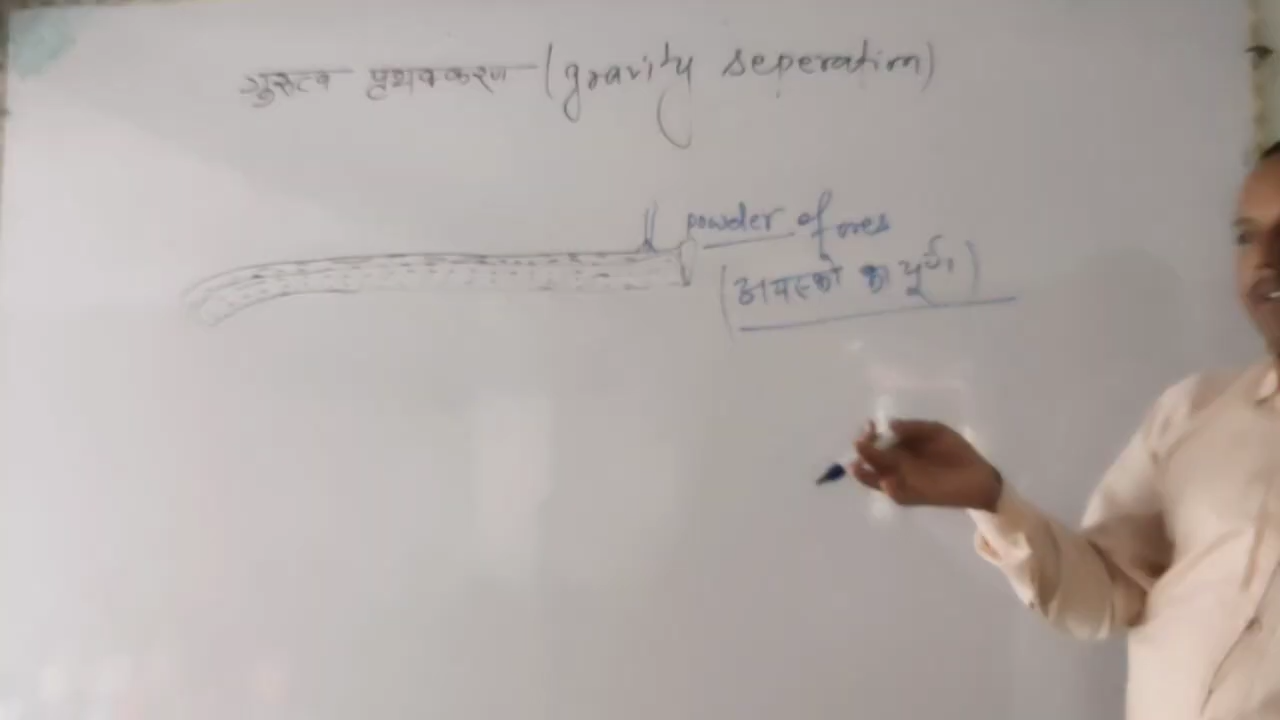 गुरुत्व पृथक्करण (gravity seperation)
powder of ores
(अयस्को का चूर्ण)